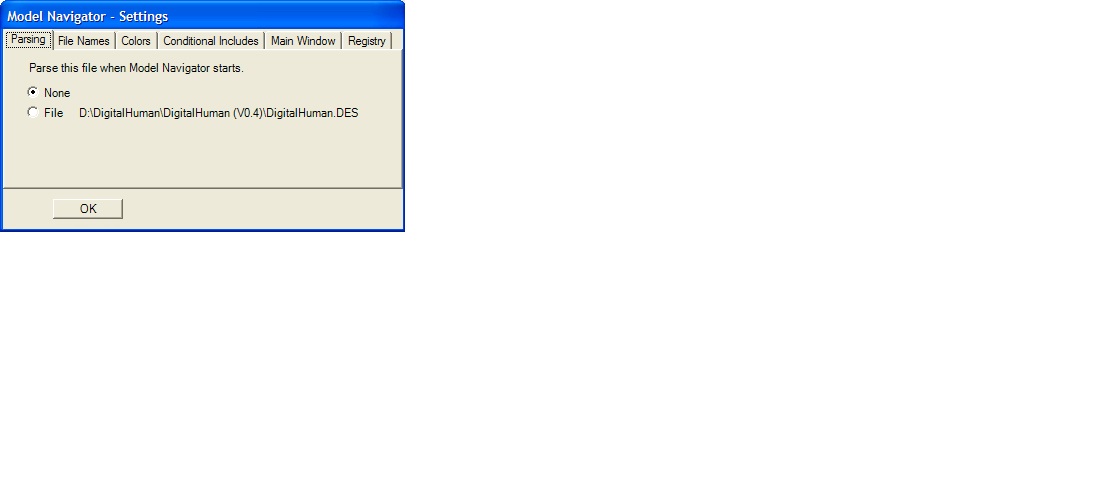 Model Navigator - Settings
Parsing File Names Colors Conditional Includes Main Window Registry
Parse this file when Model Navigator starts.
None
File D:\DigitalHuman\DigitalHuman (V0.4)\DigitalHuman.DES
OK